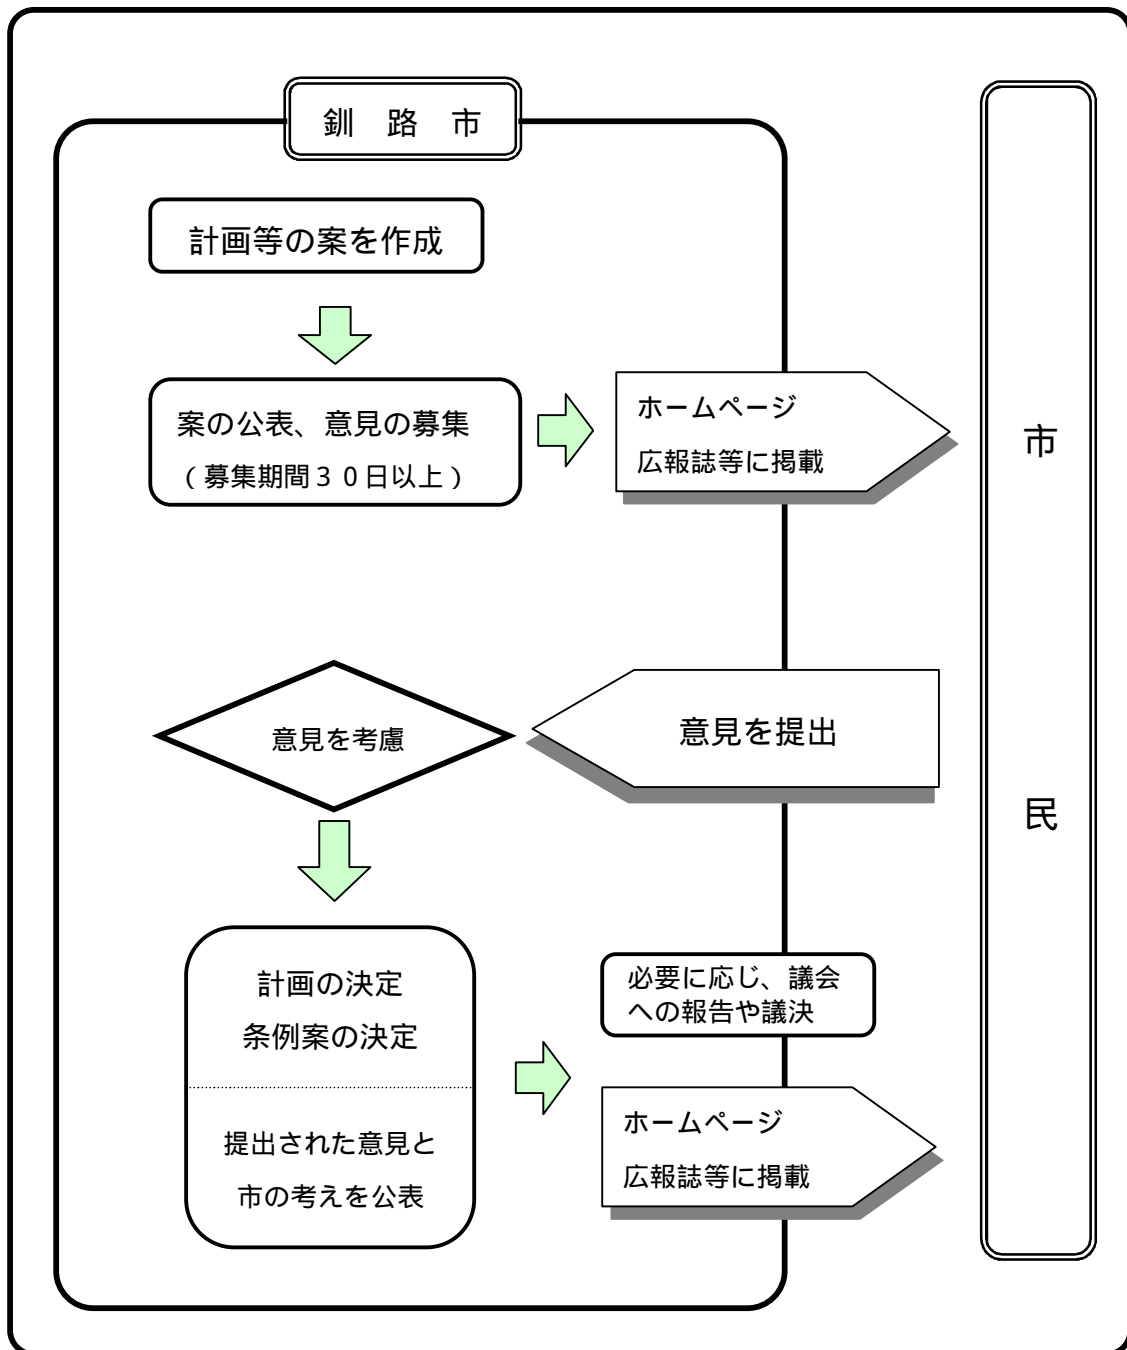 釧　路　市
計画等の案を作成
案の公表、意見の募集
（募集期間３０日以上）
ホームページ
広報誌等に掲載
市
民
意見を考慮
意見を提出
計画の決定
条例案の決定
提出された意見と
市の考えを公表
必要に応じ、議会
への報告や議決
ホームページ
広報誌等に掲載